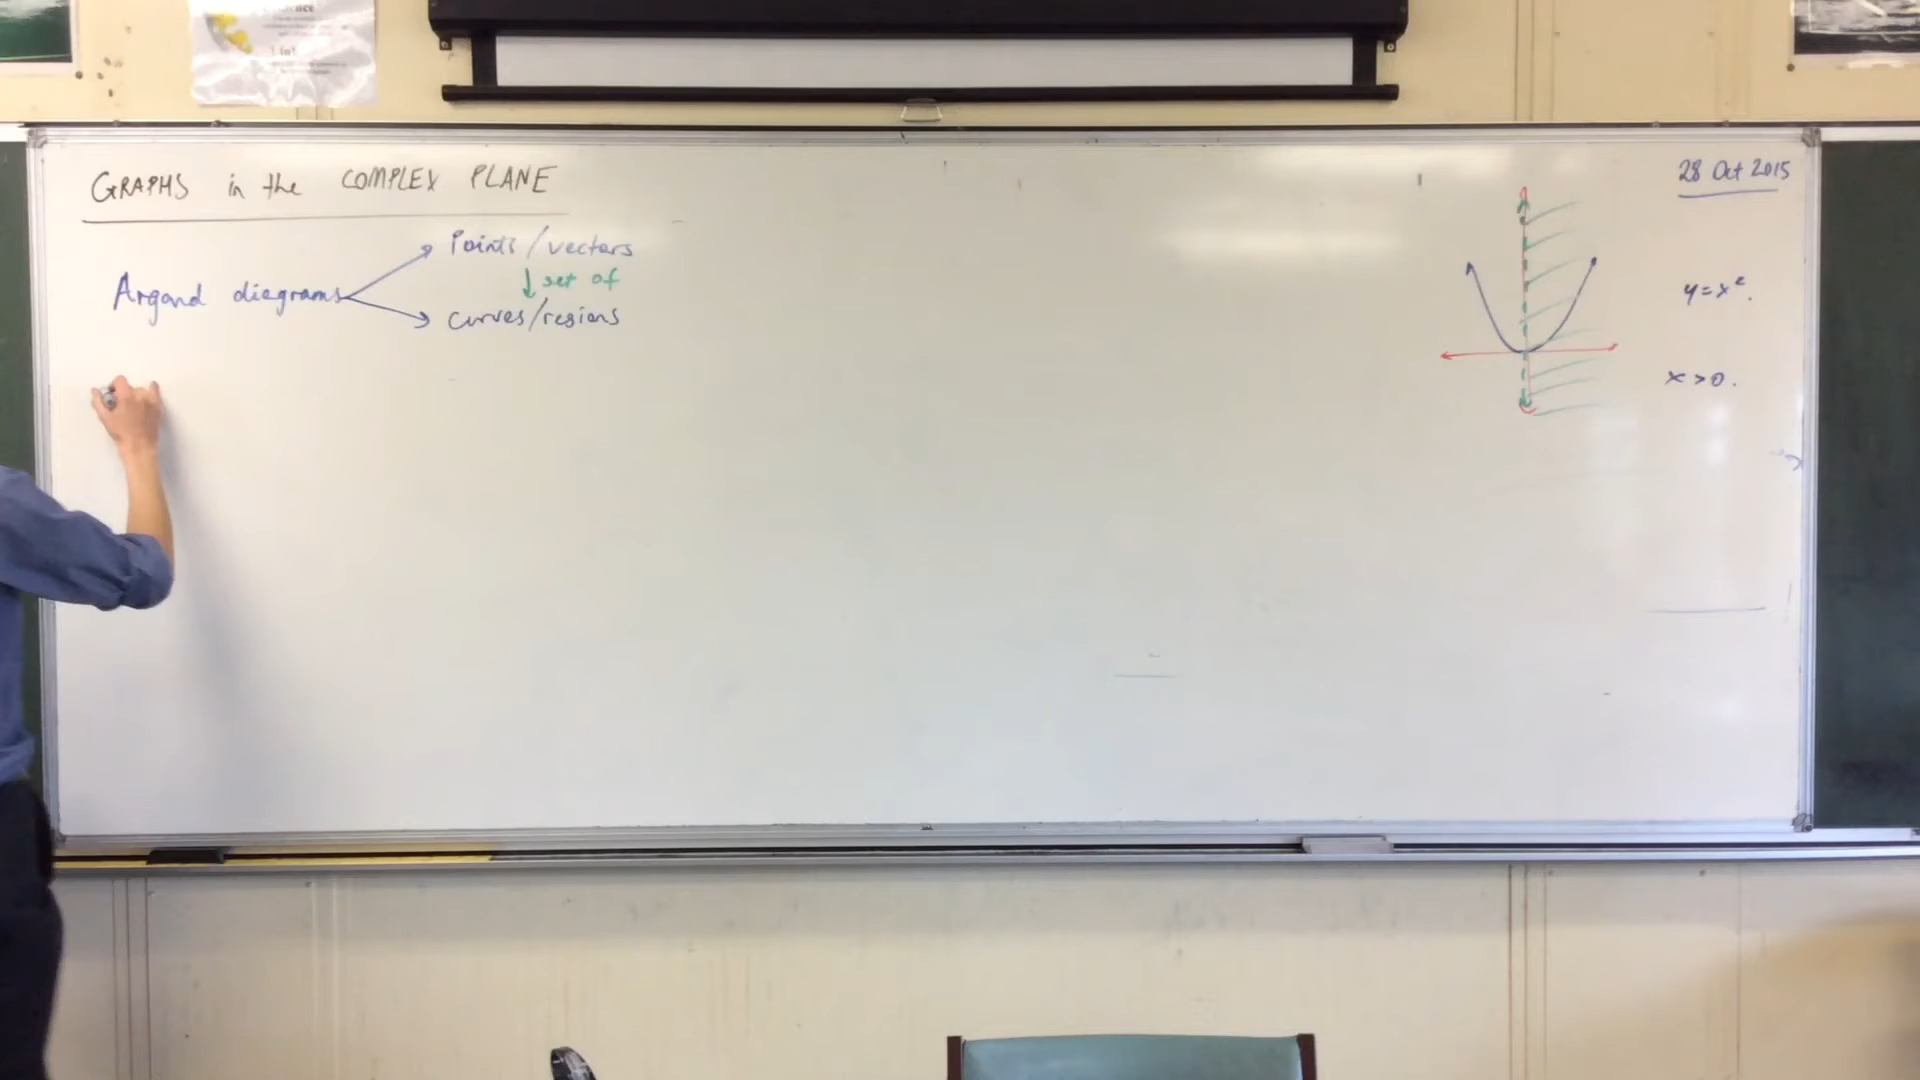 GRAPHS in the COMPLEX PLANE
28 Oct 2015
Points/vectors
↓ set of
Argand diagrams
curves/regions
y=x².
x>0.